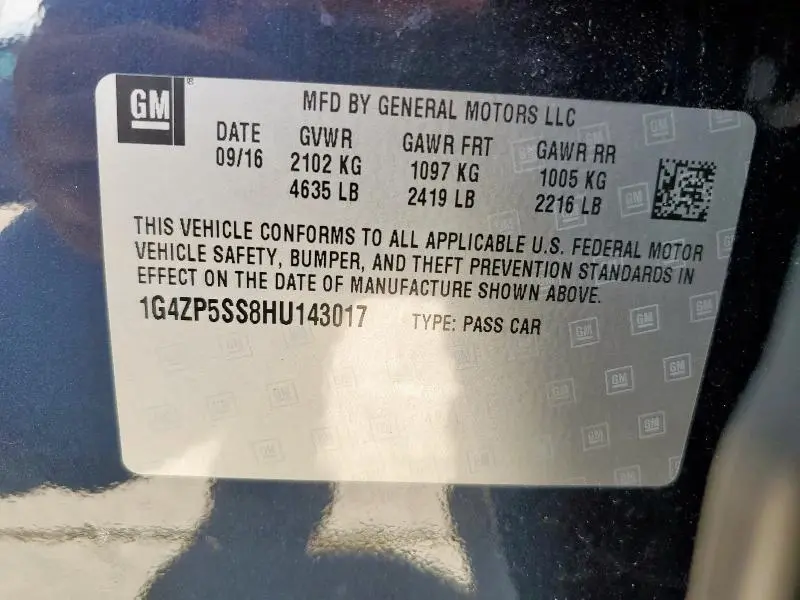 GM
MFD BY GENERAL MOTORS LLC
DATE GVWR GAWR FRT GAWR RR
09/16 2102 KG 1097 KG 1005 KG
4635 LB 2419 LB 2216 LB
THIS VEHICLE CONFORMS TO ALL APPLICABLE U.S. FEDERAL MOTOR
VEHICLE SAFETY, BUMPER, AND THEFT PREVENTION STANDARDS IN
EFFECT ON THE DATE OF MANUFACTURE SHOWN ABOVE.
1G4ZP5SS8HU143017 TYPE: PASS CAR